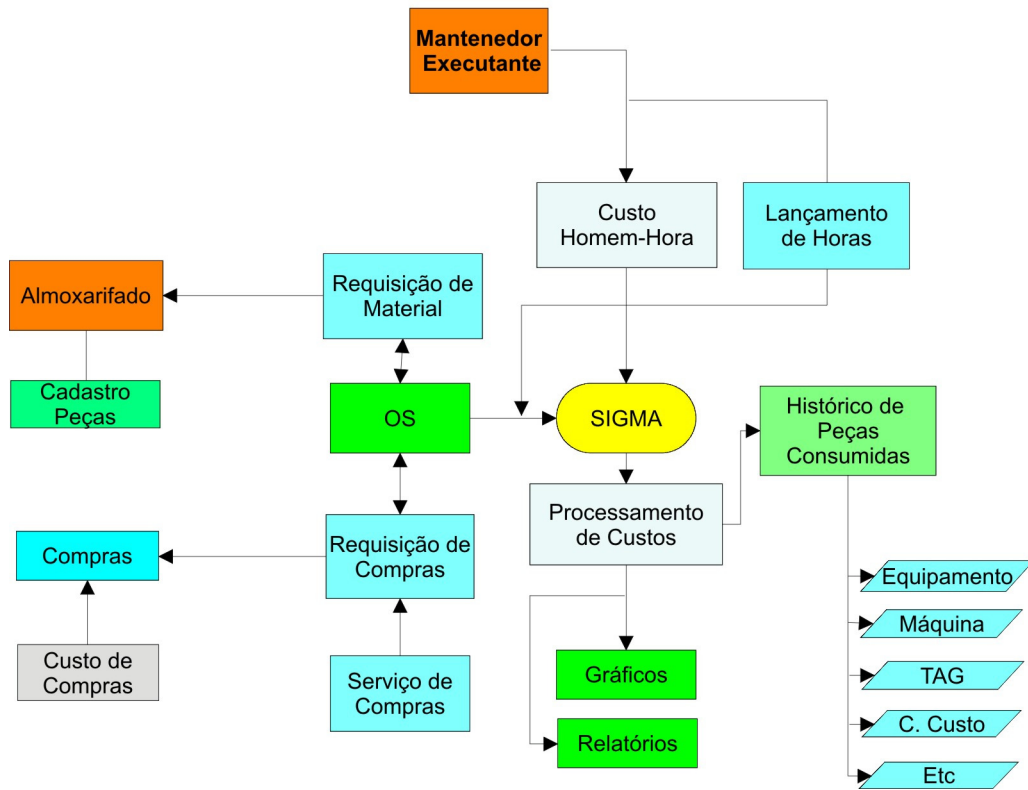 Mantenedor
Executante
Custo
Homem-Hora
Lançamento
de Horas
Almoxarifado
Requisição de
Material
Cadastro
Peças
OS
SIGMA
Histórico de
Peças
Consumidas
Processamento
de Custos
Compras
Requisição de
Compras
Equipamento
Máquina
Custo de
Compras
Serviço de
Compras
Gráficos
TAG
C. Custo
Relatórios
Etc